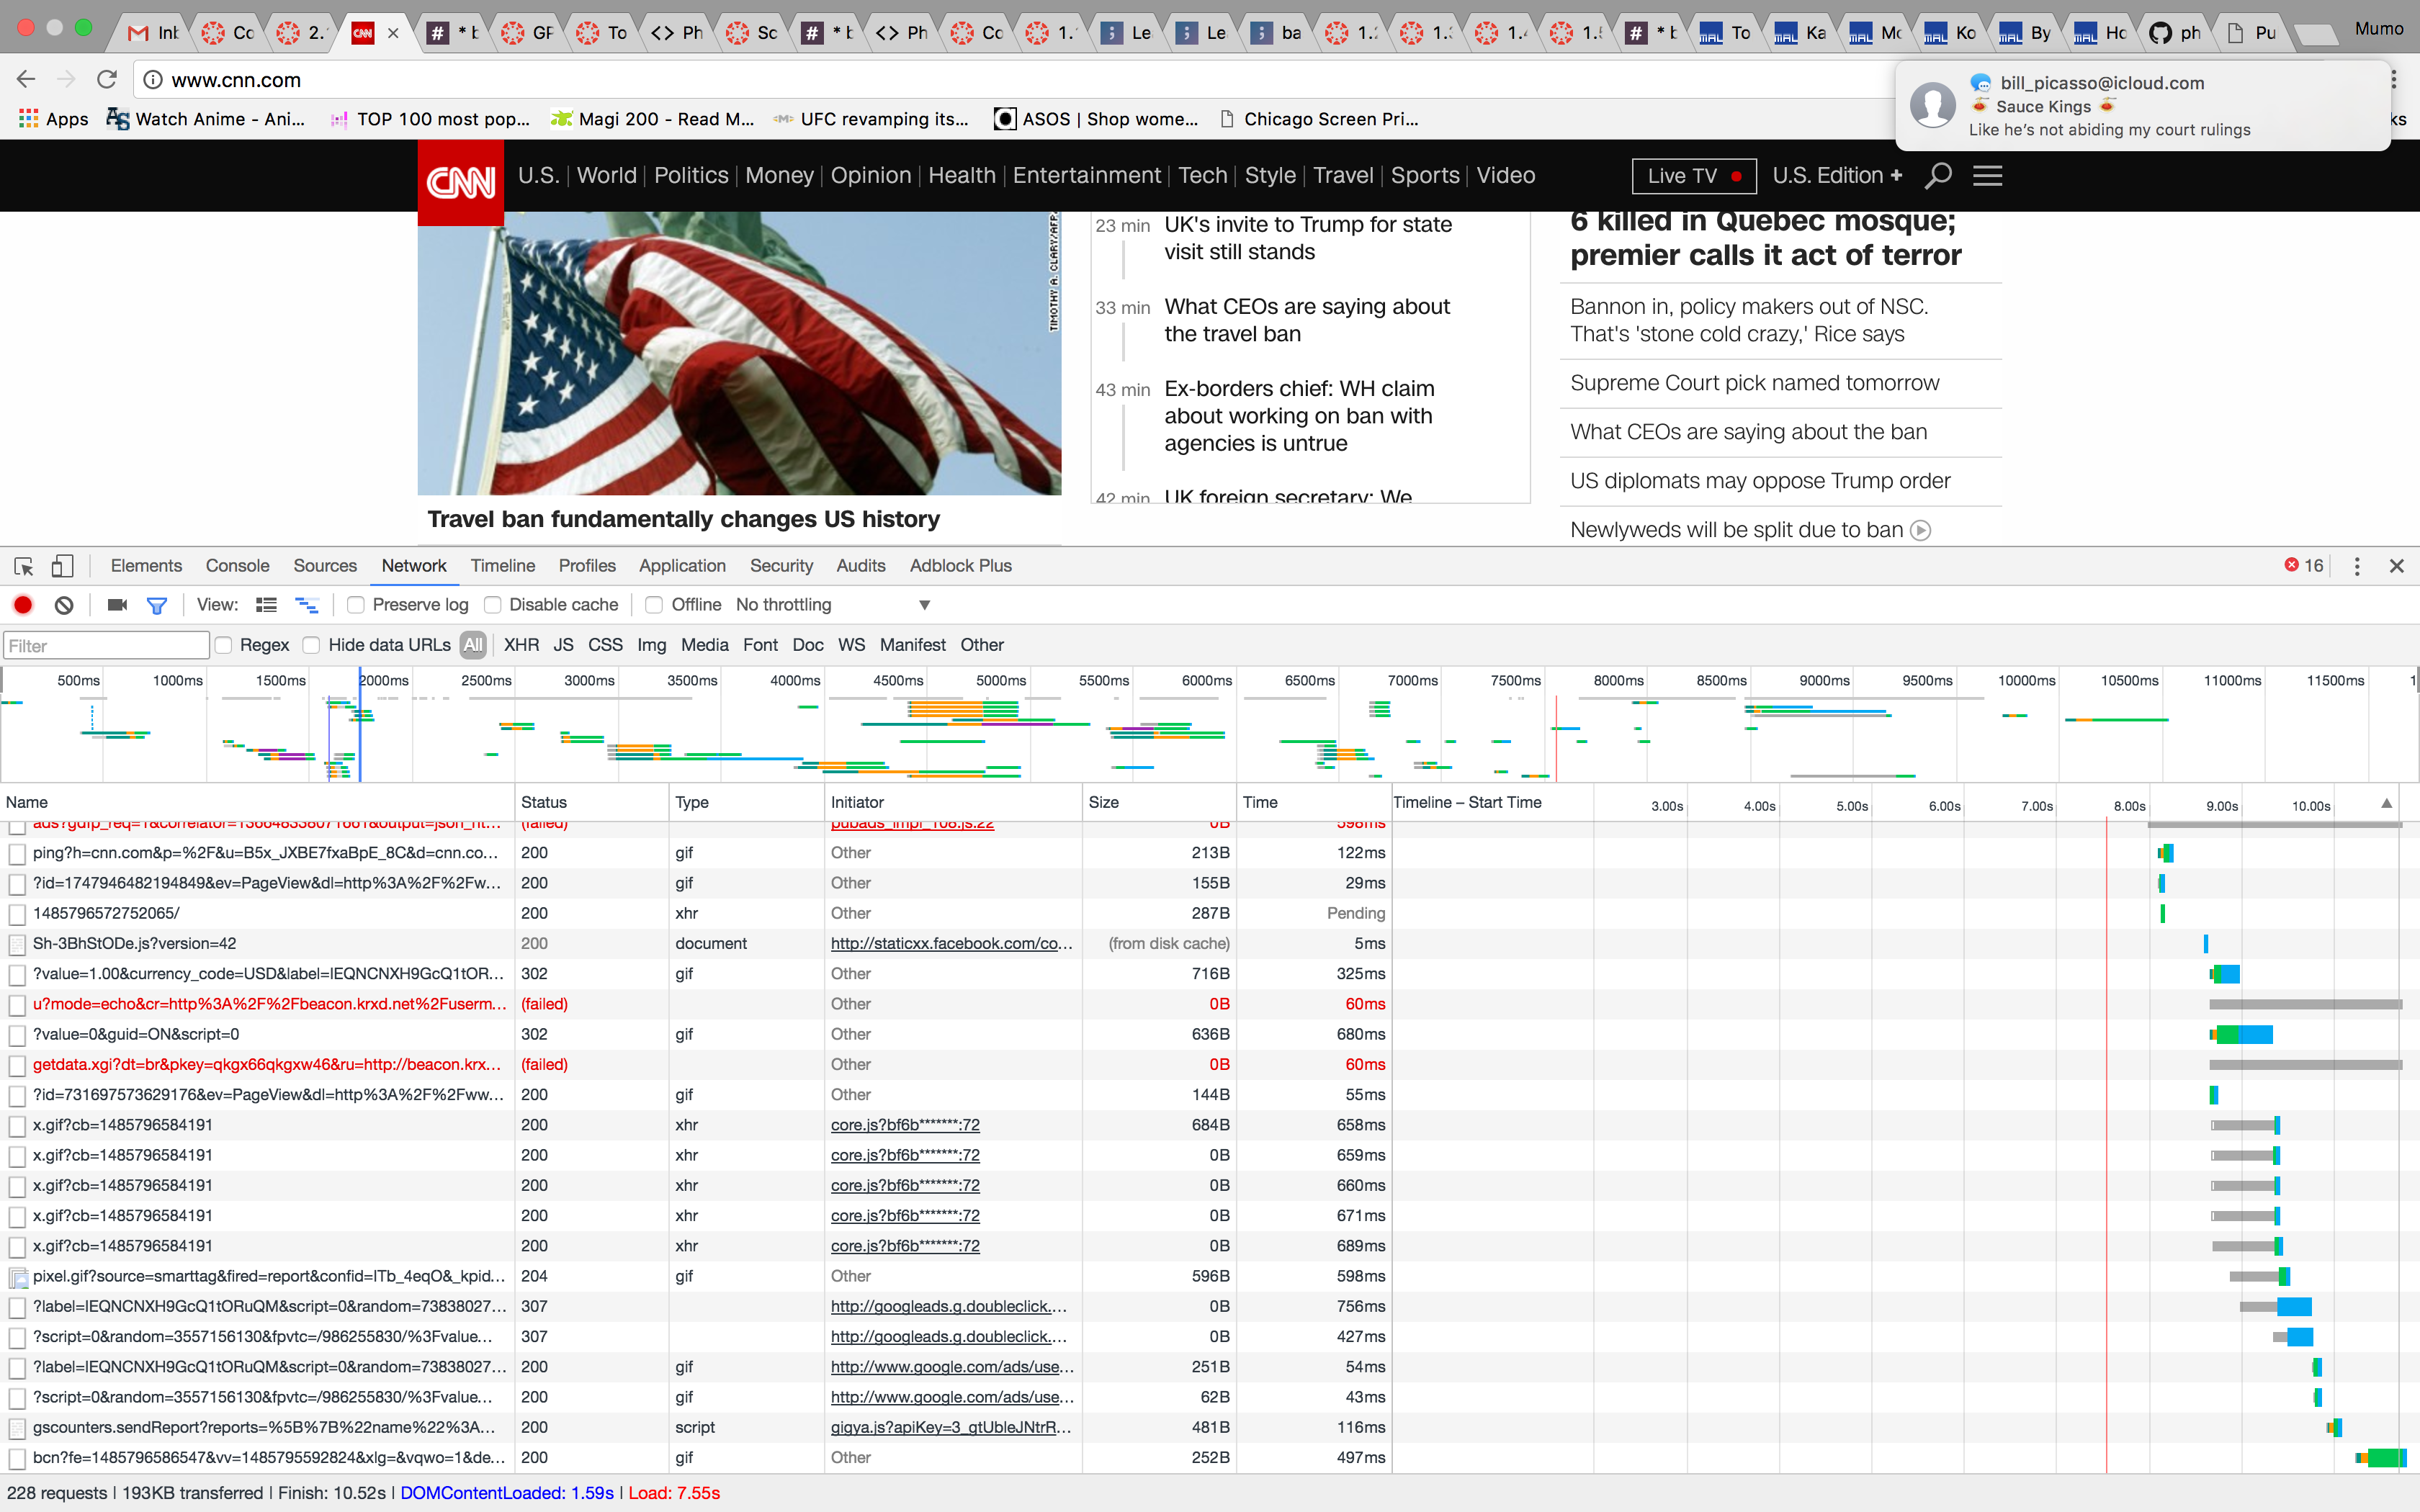 Inb Co 2. CNN × * b GP To Ph Sc * b Ph Co 1. Le Le ba 1.2 1.3 1.4 1.5 * b To Ka Mo Ko By Ho ph Pu Mumo
www.cnn.com
Apps Watch Anime - Ani... TOP 100 most pop... Magi 200 - Read M... UFC revamping its... ASOS | Shop wome... Chicago Screen Pri... ks
bill_picasso@icloud.com
Sauce Kings
Like he's not abiding my court rulings
CNN U.S. World Politics Money Opinion Health Entertainment Tech Style Travel Sports Video Live TV U.S. Edition +
TIMOTHY A. CLARY/AFP
Travel ban fundamentally changes US history
23 min UK's invite to Trump for state
visit still stands
33 min What CEOs are saying about
the travel ban
43 min Ex-borders chief: WH claim
about working on ban with
agencies is untrue
42 min UK foreign secretary: We
6 killed in Quebec mosque;
premier calls it act of terror
Bannon in, policy makers out of NSC.
That's 'stone cold crazy,' Rice says
Supreme Court pick named tomorrow
What CEOs are saying about the ban
US diplomats may oppose Trump order
Newlyweds will be split due to ban
Elements Console Sources Network Timeline Profiles Application Security Audits Adblock Plus 16
View: Preserve log Disable cache Offline No throttling
Filter Regex Hide data URLs All XHR JS CSS Img Media Font Doc WS Manifest Other
500ms 1000ms 1500ms 2000ms 2500ms 3000ms 3500ms 4000ms 4500ms 5000ms 5500ms 6000ms 6500ms 7000ms 7500ms 8000ms 8500ms 9000ms 9500ms 10000ms 10500ms 11000ms 11500ms
Name Status Type Initiator Size Time Timeline – Start Time 3.00s 4.00s 5.00s 6.00s 7.00s 8.00s 9.00s 10.00s
(failed) pubads_impl_108.js:22 0B 598ms
ping?h=cnn.com&p=%2F&u=B5x_JXBE7fxaBpE_8C&d=cnn.co... 200 gif Other 213B 122ms
?id=1747946482194849&ev=PageView&dl=http%3A%2F%2Fw... 200 gif Other 155B 29ms
1485796572752065/ 200 xhr Other 287B Pending
Sh-3BhStODe.js?version=42 200 document http://staticxx.facebook.com/co... (from disk cache) 5ms
?value=1.00&currency_code=USD&label=IEQNCNXH9GcQ1tOR... 302 gif Other 716B 325ms
u?mode=echo&cr=http%3A%2F%2Fbeacon.krxd.net%2Fuserm... (failed) Other 0B 60ms
?value=0&guid=ON&script=0 302 gif Other 636B 680ms
getdata.xgi?dt=br&pkey=qkgx66qkgxw46&ru=http://beacon.krx... (failed) Other 0B 60ms
?id=731697573629176&ev=PageView&dl=http%3A%2F%2Fww... 200 gif Other 144B 55ms
x.gif?cb=1485796584191 200 xhr core.js?bf6b*******:72 684B 658ms
x.gif?cb=1485796584191 200 xhr core.js?bf6b*******:72 0B 659ms
x.gif?cb=1485796584191 200 xhr core.js?bf6b*******:72 0B 660ms
x.gif?cb=1485796584191 200 xhr core.js?bf6b*******:72 0B 671ms
x.gif?cb=1485796584191 200 xhr core.js?bf6b*******:72 0B 689ms
pixel.gif?source=smarttag&fired=report&confid=ITb_4eqO&_kpid... 204 gif Other 596B 598ms
?label=IEQNCNXH9GcQ1tORuQM&script=0&random=73838027... 307 http://googleads.g.doubleclick.... 0B 756ms
?script=0&random=3557156130&fpvtc=/986255830/%3Fvalue... 307 http://googleads.g.doubleclick.... 0B 427ms
?label=IEQNCNXH9GcQ1tORuQM&script=0&random=73838027... 200 gif http://www.google.com/ads/use... 251B 54ms
?script=0&random=3557156130&fpvtc=/986255830/%3Fvalue... 200 gif http://www.google.com/ads/use... 62B 43ms
gscounters.sendReport?reports=%5B%7B%22name%22%3A... 200 script gigya.js?apiKey=3_gtUbleJNtrR... 481B 116ms
bcn?fe=1485796586547&vv=1485795592824&xlg=&vqwo=1&de... 200 gif Other 252B 497ms
228 requests | 193KB transferred | Finish: 10.52s | DOMContentLoaded: 1.59s | Load: 7.55s